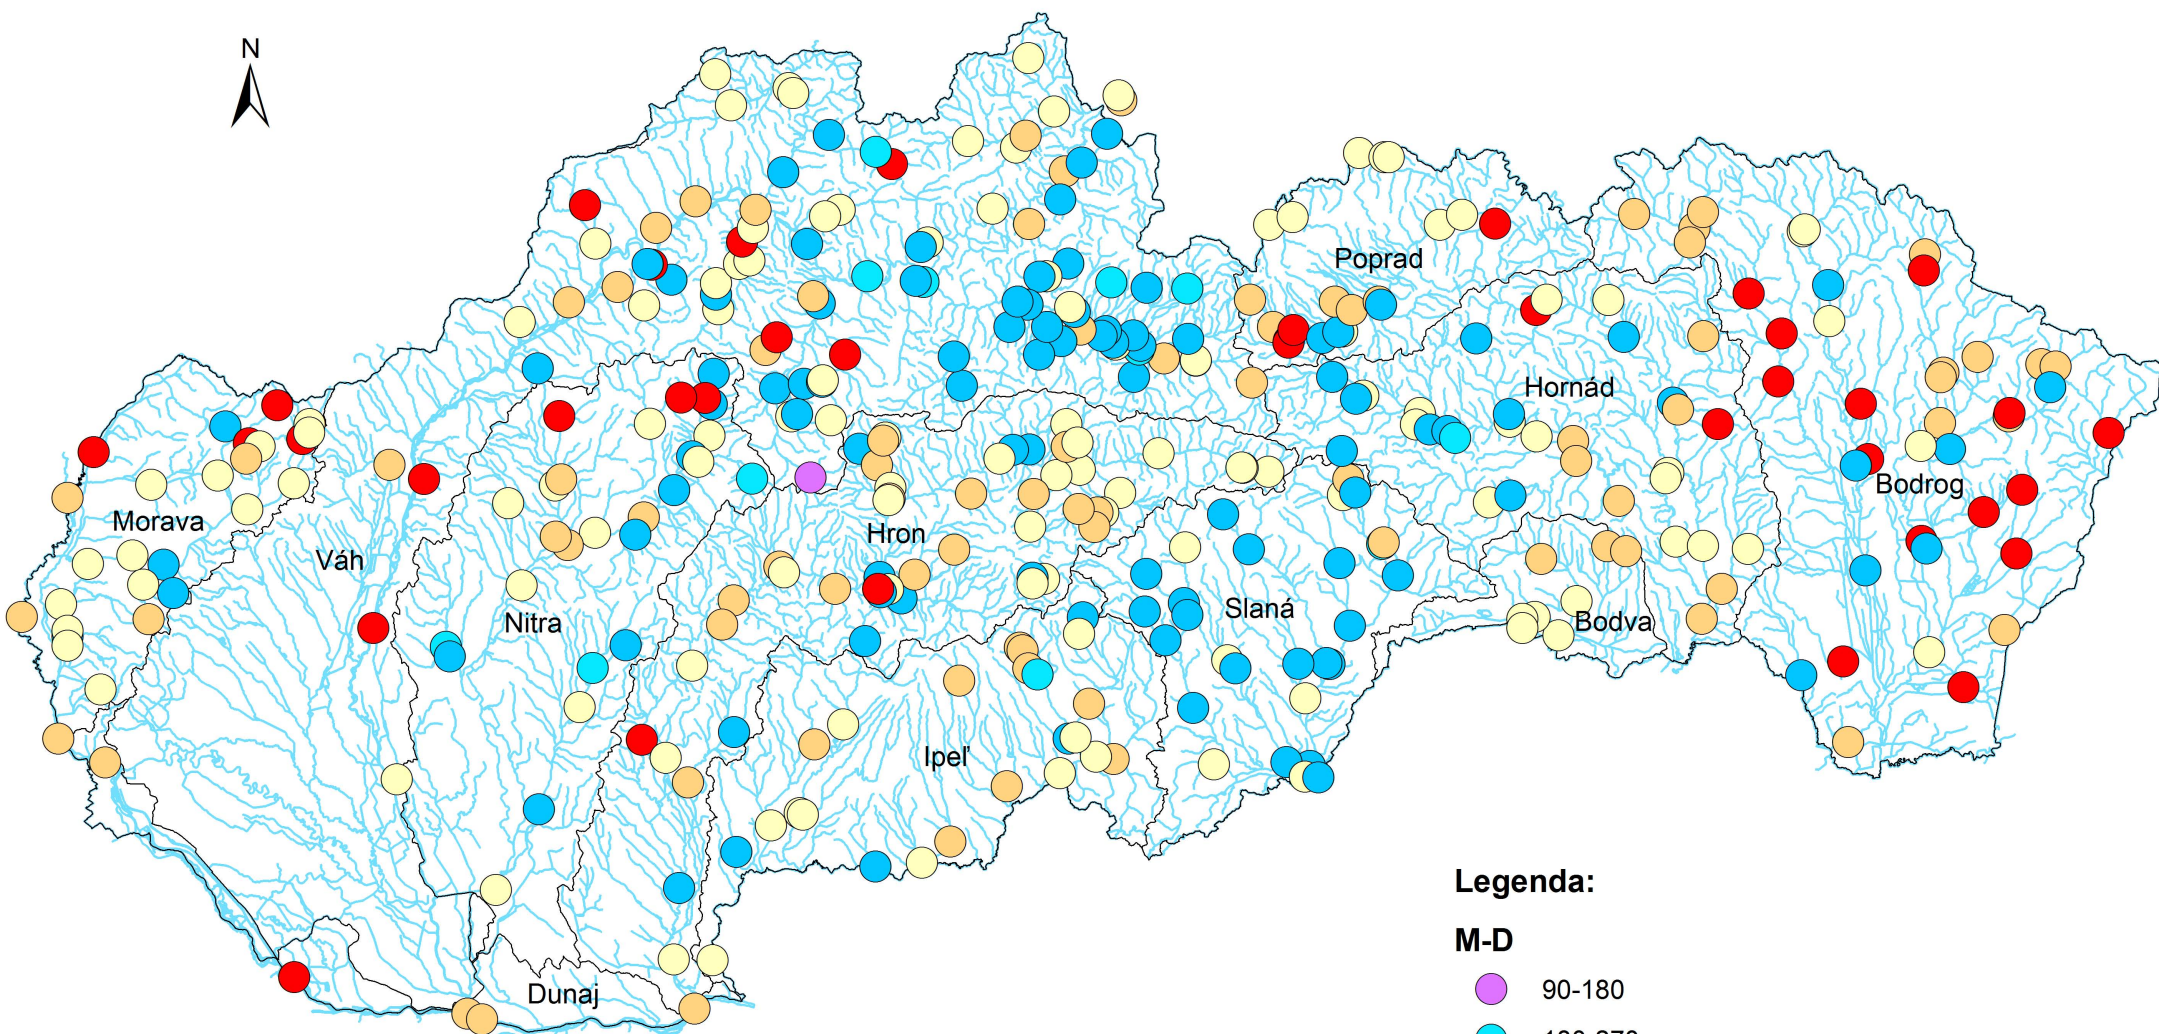 N
Poprad
Hornád
Bodrog
Morava
Váh
Hron
Nitra
Slaná
Bodva
Ipeľ
Dunaj
Legenda:
M-D
90-180